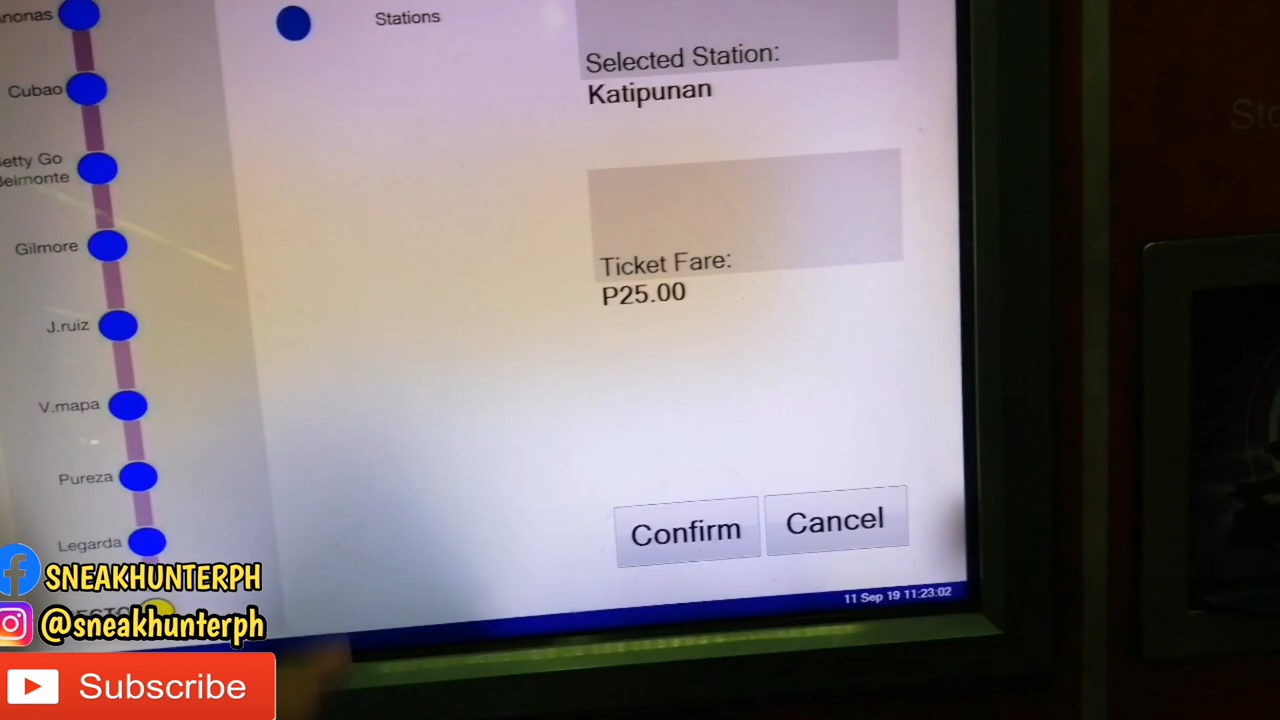 Cubao
Gilmore
J.ruiz
V.mapa
Pureza
Legarda
Stations
Selected Station:
Katipunan
Ticket Fare:
P25.00
Confirm
Cancel
11 Sep 19 11:23:02
SNEAKHUNTERPH
@sneakhunterph
Subscribe